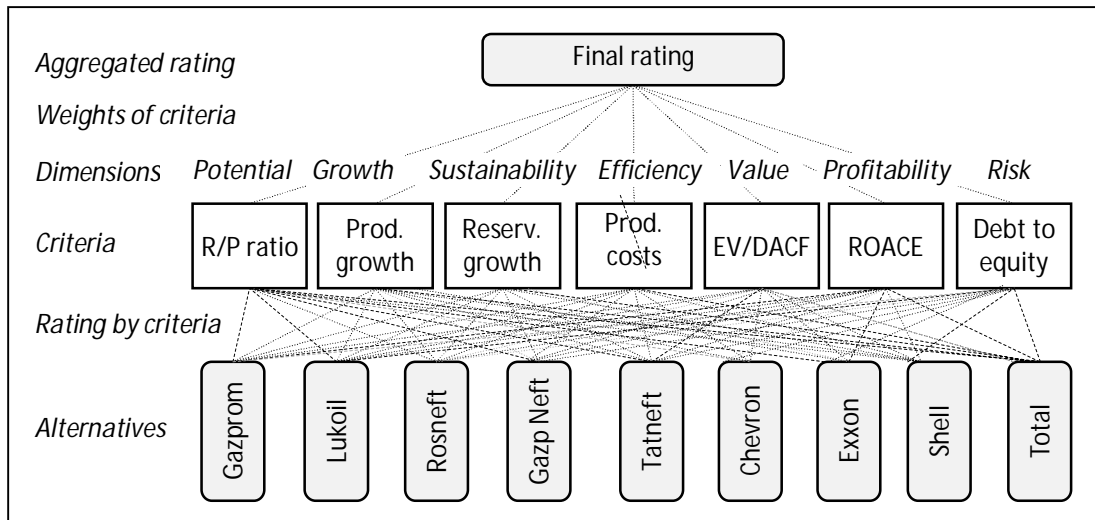 Aggregated rating
Final rating
Weights of criteria
Dimensions
Potential
Growth
Sustainability
Efficiency
Value
Profitability
Risk
Criteria
R/P ratio
Prod.
growth
Reserv.
growth
Prod.
costs
EV/DACF
ROACE
Debt to
equity
Rating by criteria
Alternatives
Gazprom
Lukoil
Rosneft
Gazp Neft
Tatneft
Chevron
Exxon
Shell
Total